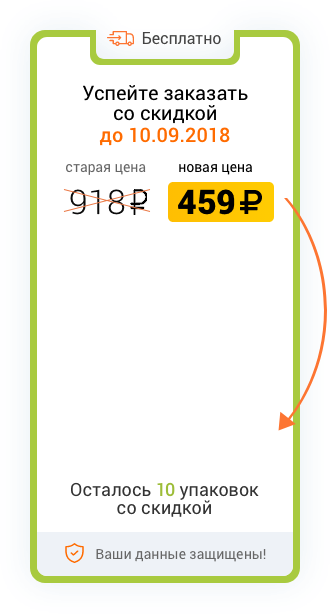 Бесплатно
Успейте заказать
со скидкой
до 10.09.2018
старая цена новая цена
918₽ 459₽
Осталось 10 упаковок
со скидкой
Ваши данные защищены!